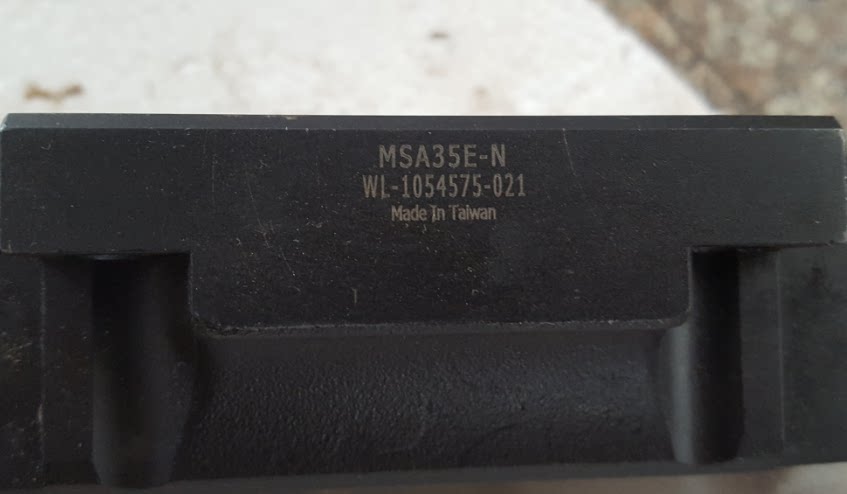 MSA35E-N
WL-1054575-021
Made In Taiwan